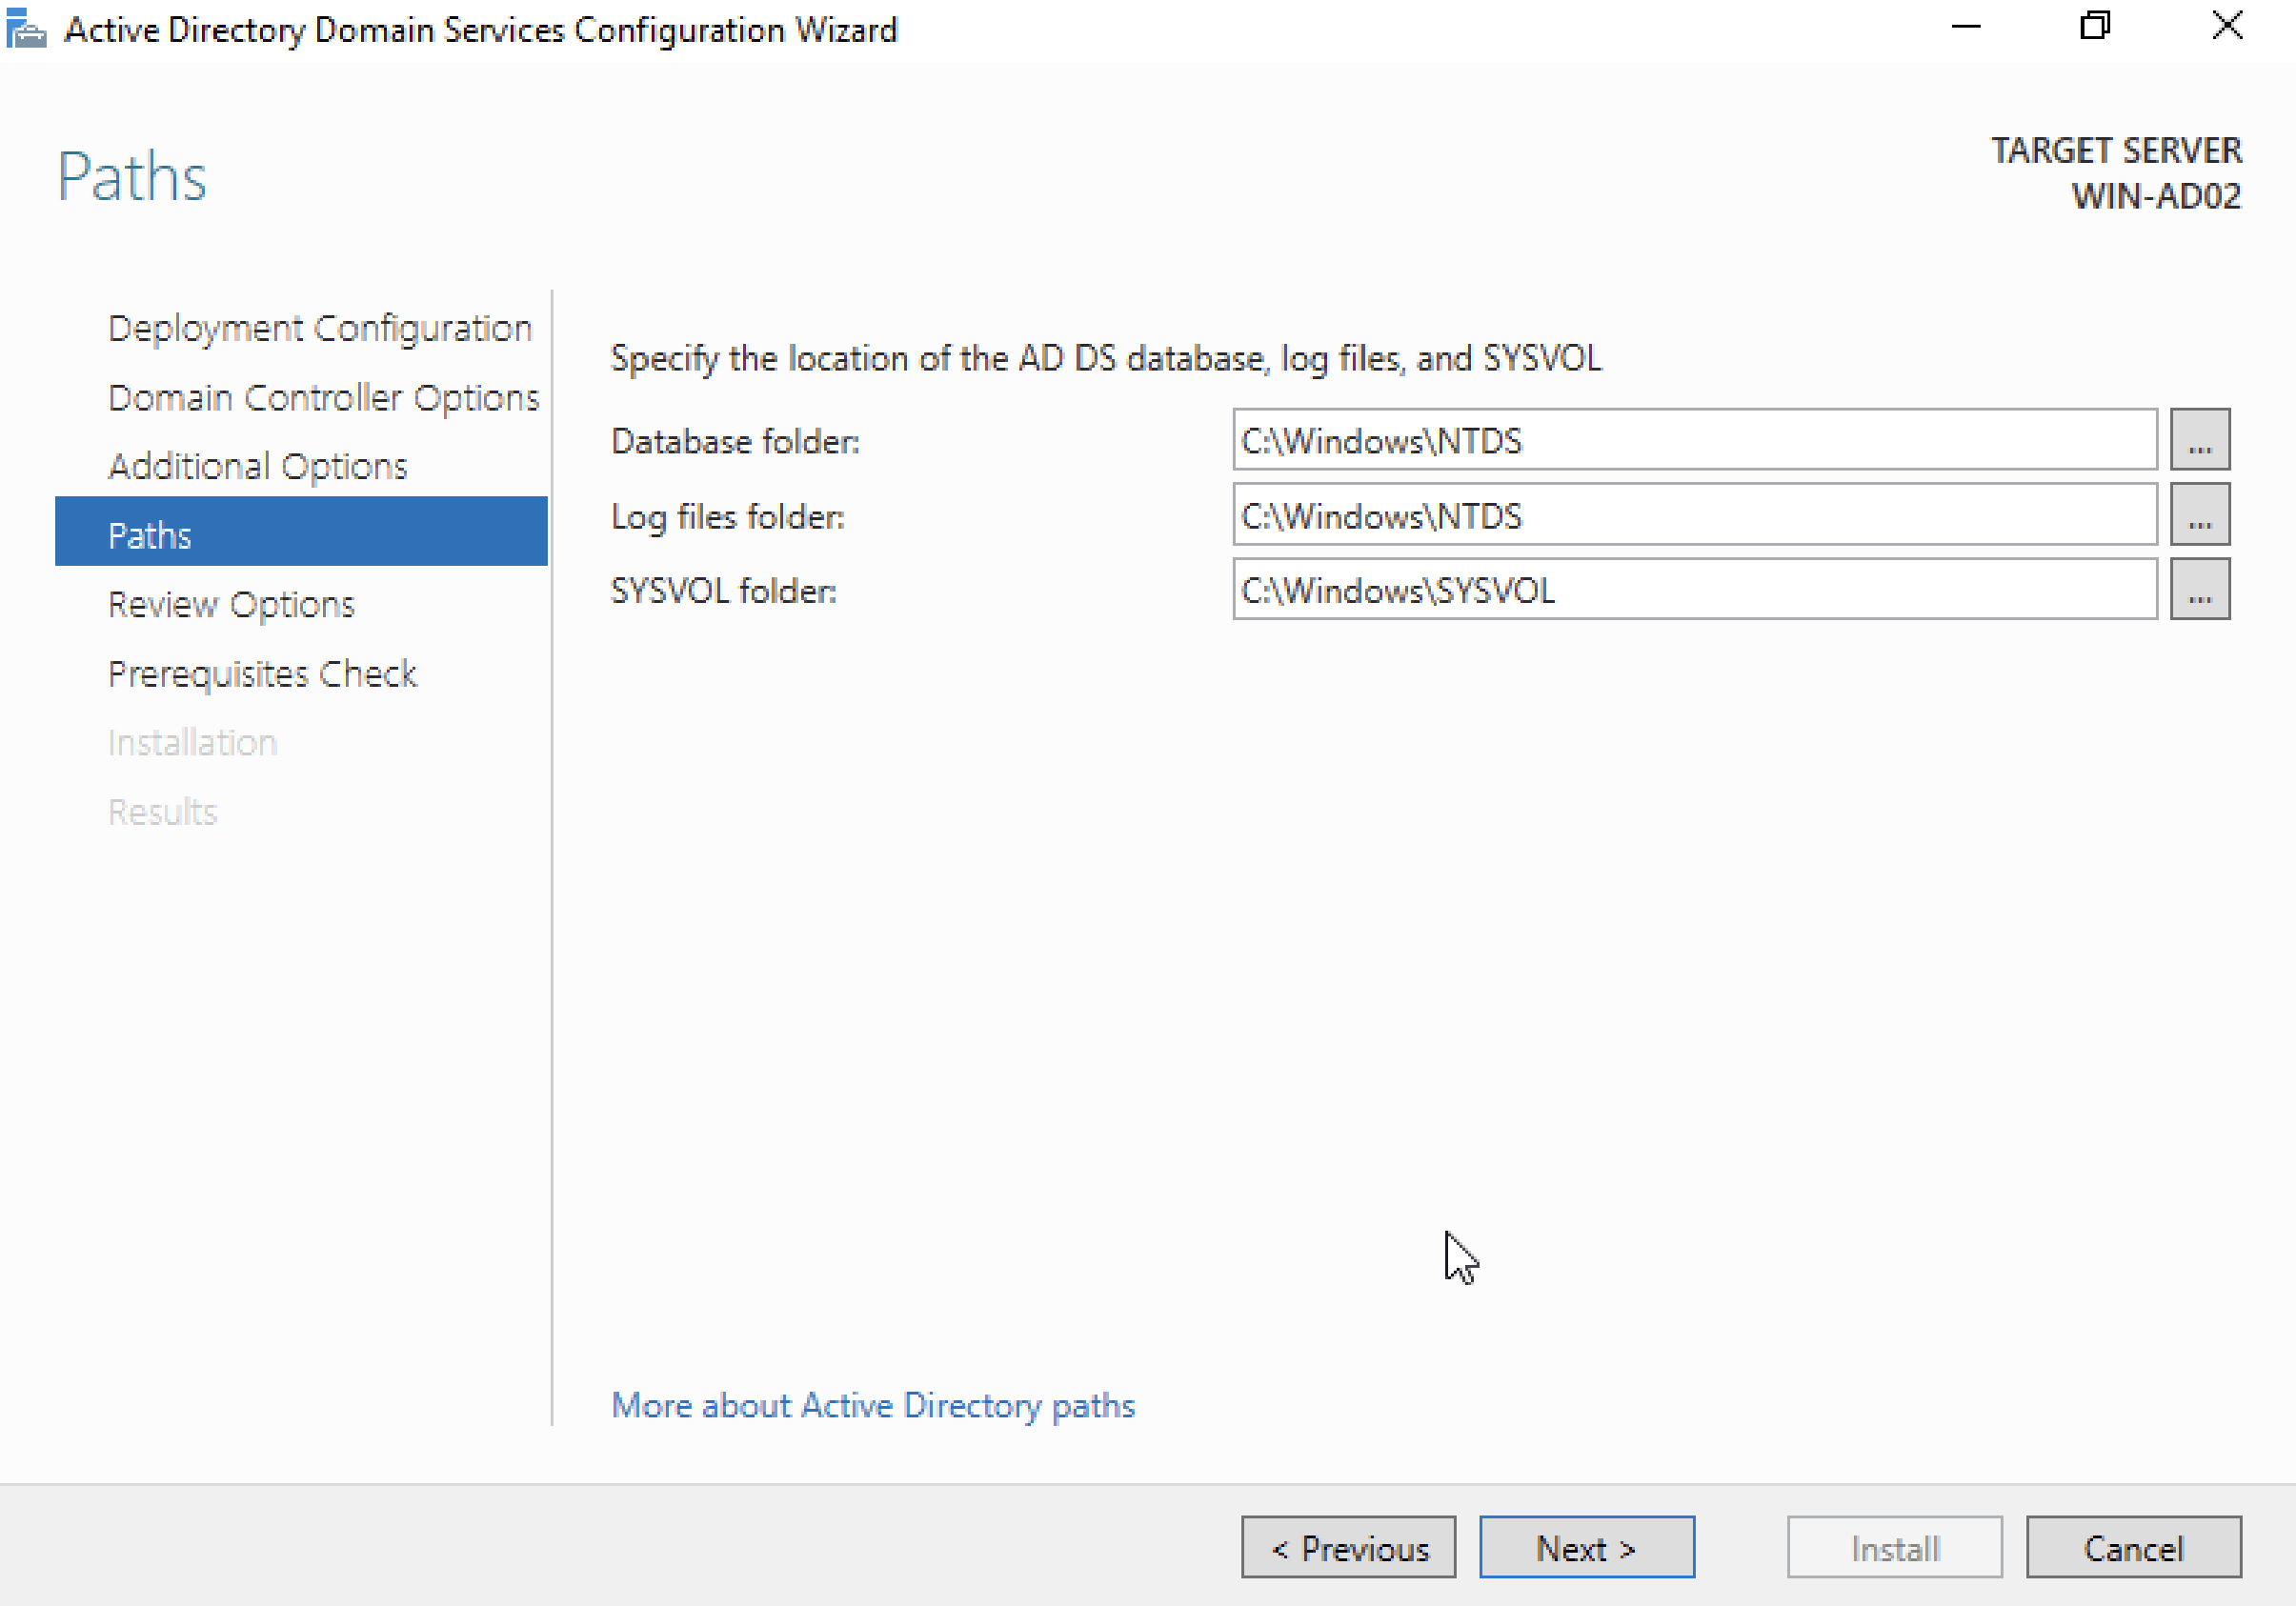 Active Directory Domain Services Configuration Wizard
Paths
TARGET SERVER
WIN-AD02
Deployment Configuration
Domain Controller Options
Additional Options
Paths
Review Options
Prerequisites Check
Installation
Results
Specify the location of the AD DS database, log files, and SYSVOL
Database folder: C:\Windows\NTDS ...
Log files folder: C:\Windows\NTDS ...
SYSVOL folder: C:\Windows\SYSVOL ...
More about Active Directory paths
< Previous Next > Install Cancel